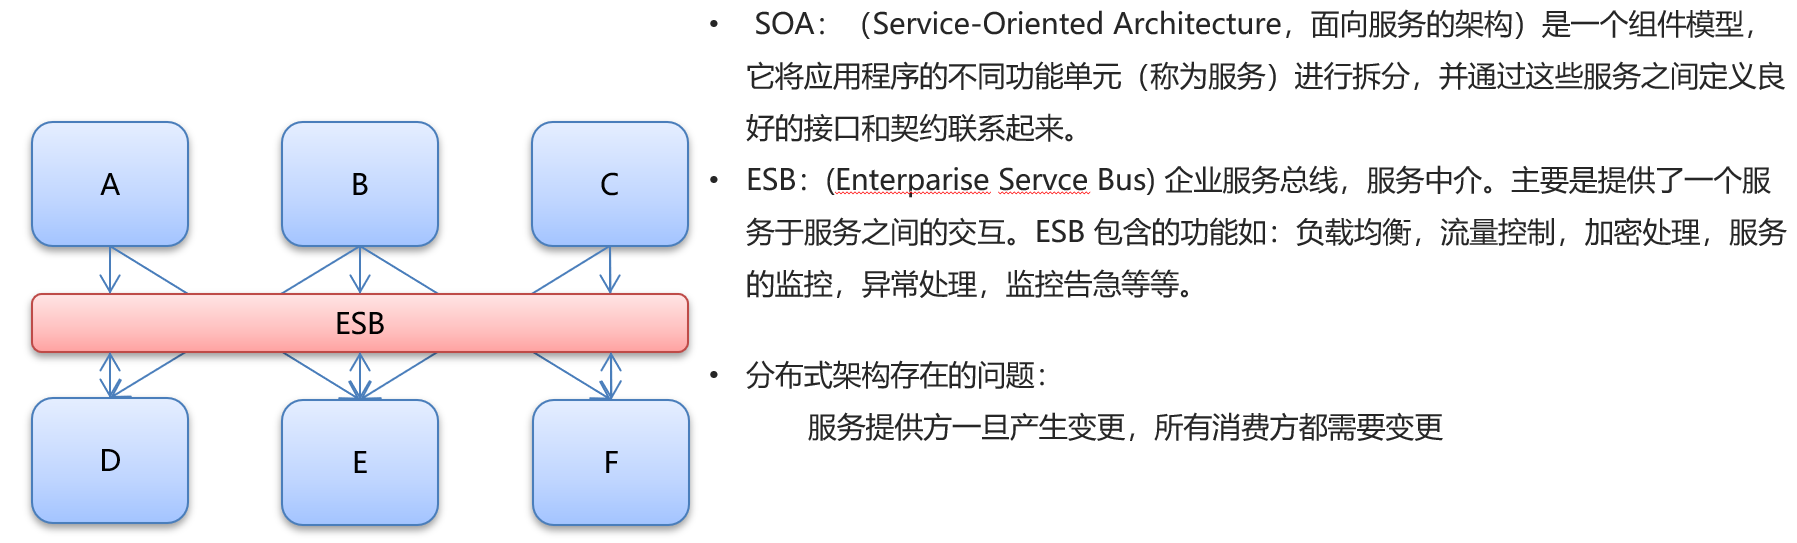 A
B
C
ESB
D
E
F
• SOA：（Service-Oriented Architecture，面向服务的架构）是一个组件模型，
它将应用程序的不同功能单元（称为服务）进行拆分，并通过这些服务之间定义良
好的接口和契约联系起来。
• ESB：(Enterparise Servce Bus) 企业服务总线，服务中介。主要是提供了一个服
务于服务之间的交互。ESB 包含的功能如：负载均衡，流量控制，加密处理，服务
的监控，异常处理，监控告急等等。
• 分布式架构存在的问题：
服务提供方一旦产生变更，所有消费方都需要变更